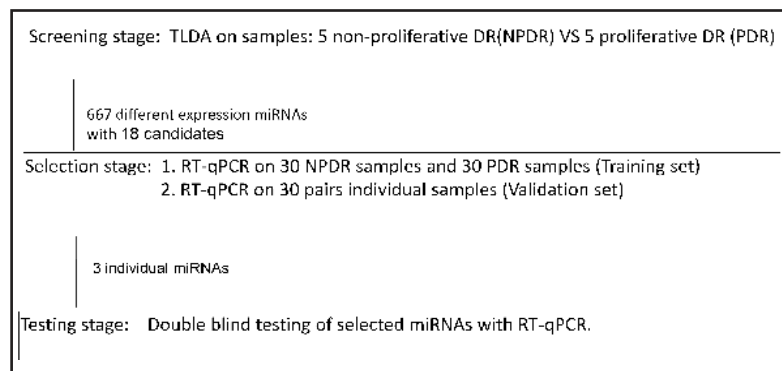 Screening stage: TLDA on samples: 5 non-proliferative DR(NPDR) VS 5 proliferative DR (PDR)
667 different expression miRNAs
with 18 candidates
Selection stage: 1. RT-qPCR on 30 NPDR samples and 30 PDR samples (Training set)
2. RT-qPCR on 30 pairs individual samples (Validation set)
3 individual miRNAs
Testing stage: Double blind testing of selected miRNAs with RT-qPCR.